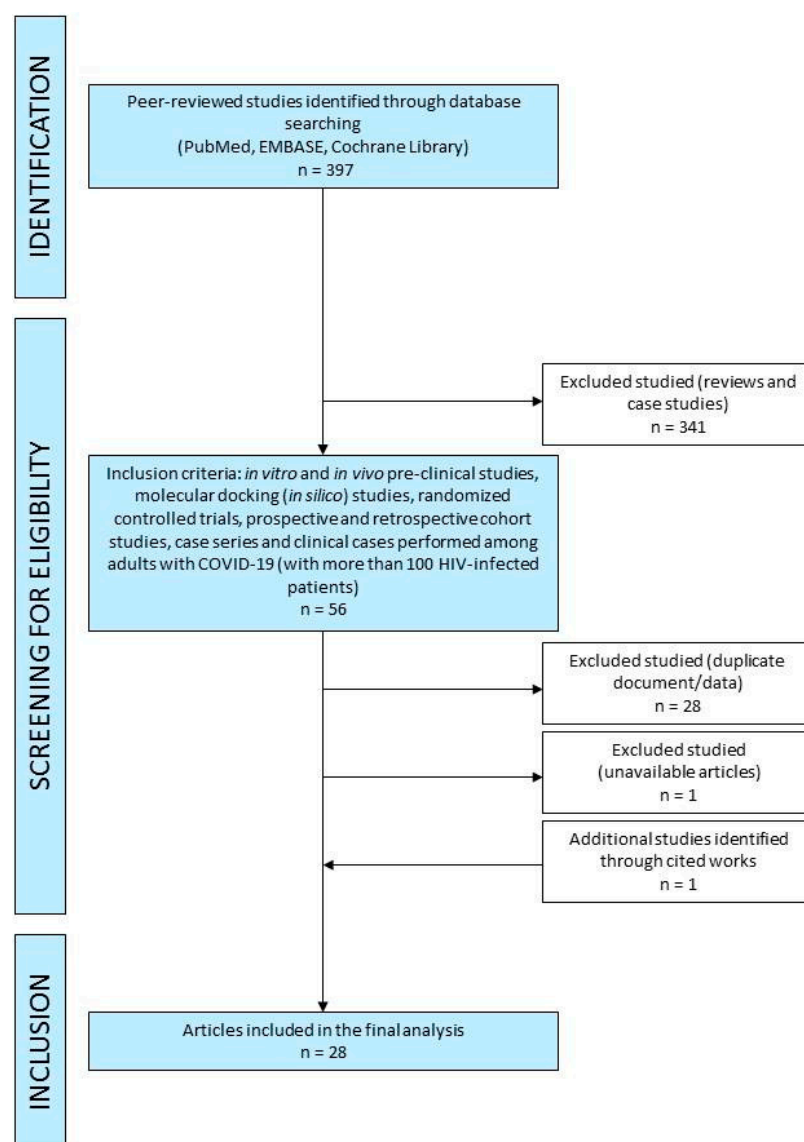 IDENTIFICATION
Peer-reviewed studies identified through database
searching
(PubMed, EMBASE, Cochrane Library)
n = 397
SCREENING FOR ELIGIBILITY
Excluded studied (reviews and
case studies)
n = 341
Inclusion criteria: in vitro and in vivo pre-clinical studies,
molecular docking (in silico) studies, randomized
controlled trials, prospective and retrospective cohort
studies, case series and clinical cases performed among
adults with COVID-19 (with more than 100 HIV-infected
patients)
n = 56
Excluded studied (duplicate
document/data)
n = 28
Excluded studied
(unavailable articles)
n = 1
Additional studies identified
through cited works
n = 1
INCLUSION
Articles included in the final analysis
n = 28